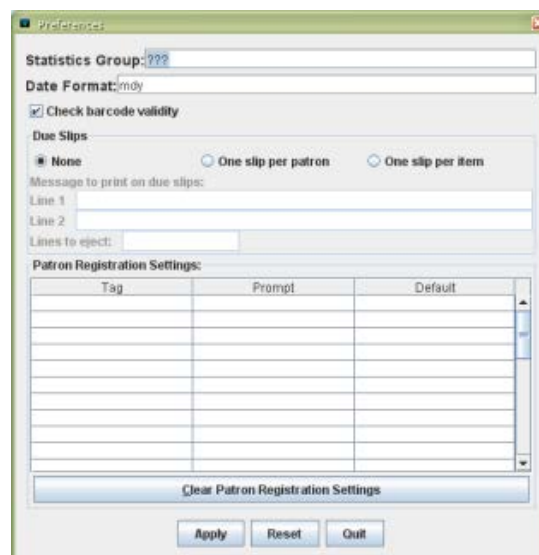 Preferences
Statistics Group: ???
Date Format: mdy
Check barcode validity
Due Slips
None One slip per patron One slip per item
Message to print on due slips:
Line 1
Line 2
Lines to eject:
Patron Registration Settings:
Tag Prompt Default
Clear Patron Registration Settings
Apply Reset Quit